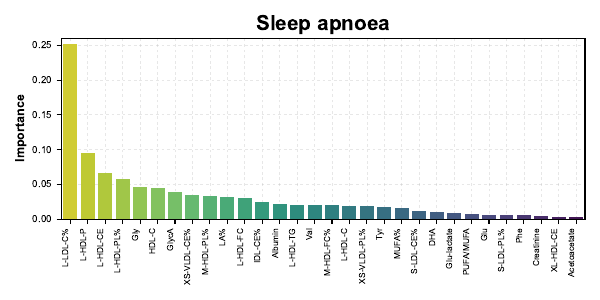 Sleep apnoea
Importance
0.25
0.20
0.15
0.10
0.05
0.00
L-LDL-C%
L-HDL-P
L-HDL-CE
L-HDL-PL%
Gly
HDL-C
GlycA
XS-VLDL-CE%
M-HDL-PL%
LA%
L-HDL-FC
IDL-CE%
Albumin
L-HDL-TG
Val
M-HDL-FC%
L-HDL-C
XS-VLDL-PL%
Tyr
MUFA%
S-LDL-CE%
DHA
Glu-lactate
PUFA/MUFA
Glu
S-LDL-PL%
Phe
Creatinine
XL-HDL-CE
Acetoacetate